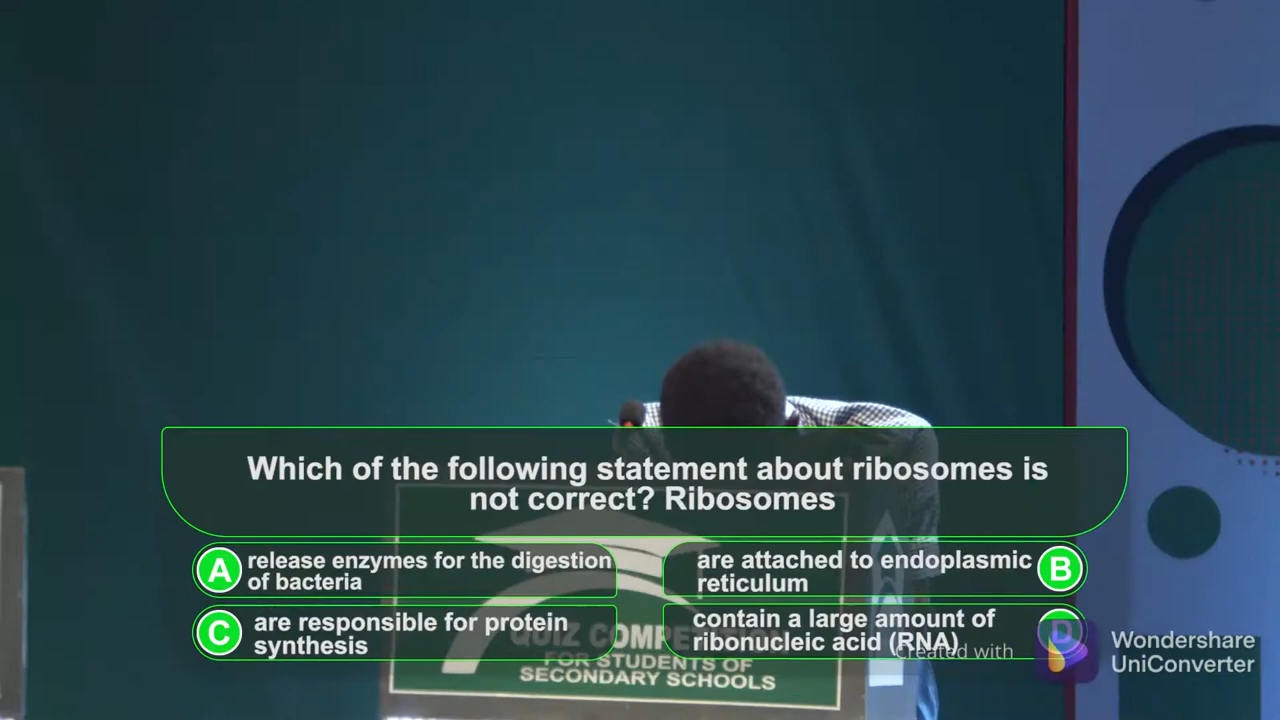 Which of the following statement about ribosomes is
not correct? Ribosomes
A
release enzymes for the digestion
of bacteria
are attached to endoplasmic
reticulum
B
C
are responsible for protein
synthesis
contain a large amount of
ribonucleic acid (RNA)
D
QUIZ COMPETITION
FOR STUDENTS OF
SECONDARY SCHOOLS
Created with
Wondershare
UniConverter